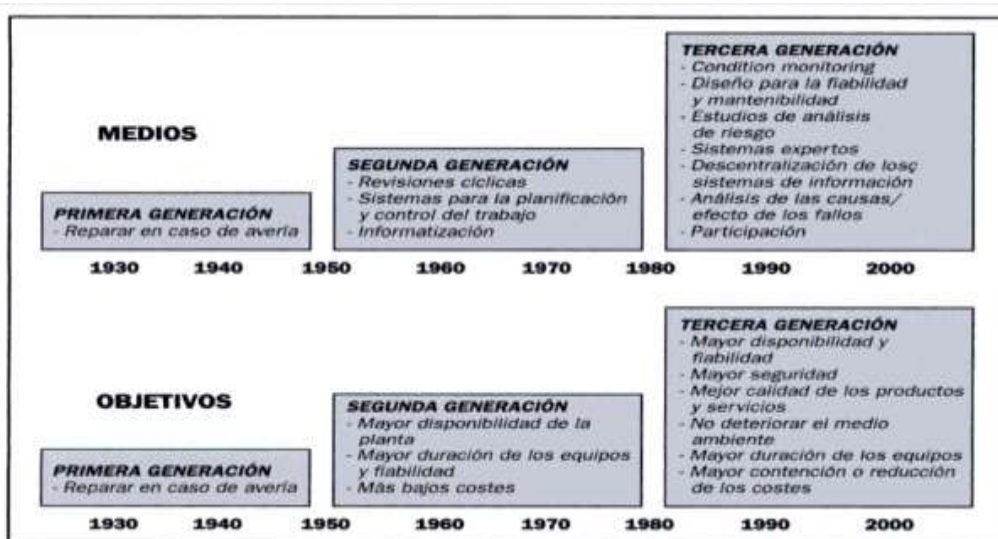 MEDIOS
PRIMERA GENERACIÓN
- Reparar en caso de avería
SEGUNDA GENERACIÓN
- Revisiones cíclicas
- Sistemas para la planificación
y control del trabajo
- Informatización
TERCERA GENERACIÓN
- Condition monitoring
- Diseño para la fiabilidad
y mantenibilidad
- Estudios de análisis
de riesgo
- Sistemas expertos
- Descentralización de losç
sistemas de información
- Análisis de las causas/
efecto de los fallos
- Participación
1930 1940 1950 1960 1970 1980 1990 2000
OBJETIVOS
PRIMERA GENERACIÓN
- Reparar en caso de avería
SEGUNDA GENERACIÓN
- Mayor disponibilidad de la
planta
- Mayor duración de los equipos
y fiabilidad
- Más bajos costes
TERCERA GENERACIÓN
- Mayor disponibilidad y
fiabilidad
- Mayor seguridad
- Mejor calidad de los productos
y servicios
- No deteriorar el medio
ambiente
- Mayor duración de los equipos
- Mayor contención o reducción
de los costes
1930 1940 1950 1960 1970 1980 1990 2000